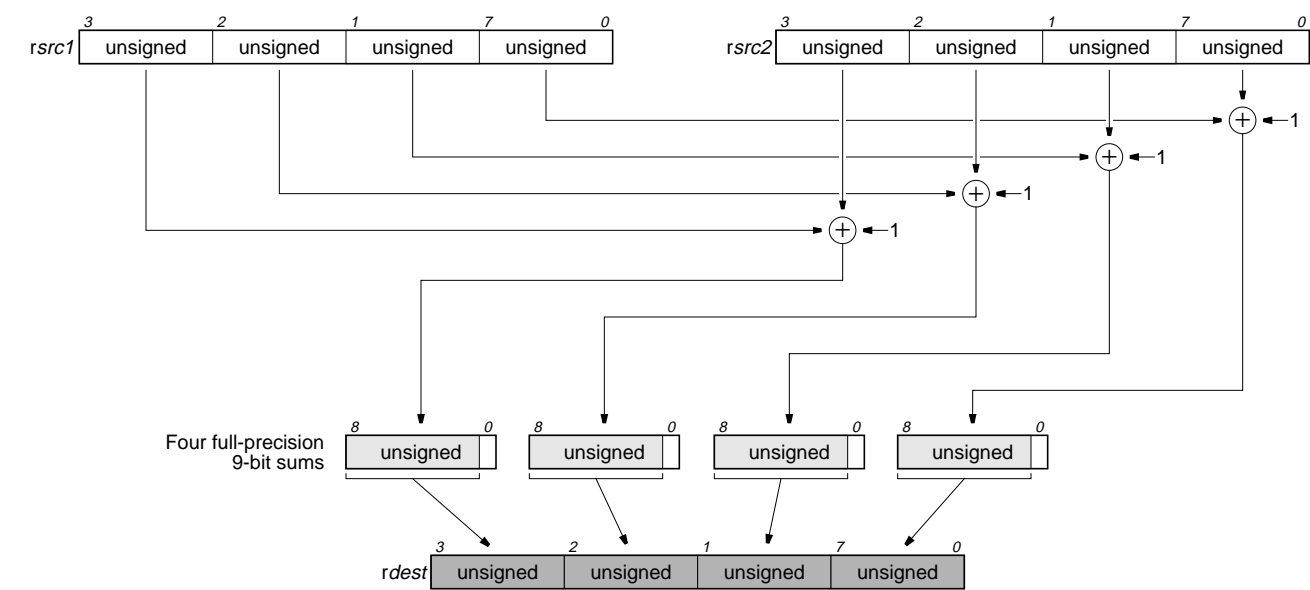 3 2 1 7 0 3 2 1 7 0
rsrc1 unsigned unsigned unsigned unsigned rsrc2 unsigned unsigned unsigned unsigned
+ 1
+ 1
+ 1
+ 1
8 0 8 0 8 0 8 0
Four full-precision
9-bit sums
unsigned unsigned unsigned unsigned
3 2 1 7 0
rdest unsigned unsigned unsigned unsigned